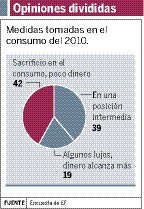 Opiniones divididas
Medidas tomadas en el
consumo del 2010.
Sacrificio en el
consumo, poco dinero
42
En una
posición
intermedia
39
Algunos lujos,
dinero alcanza más
19
FUENTE Encuesta de EF